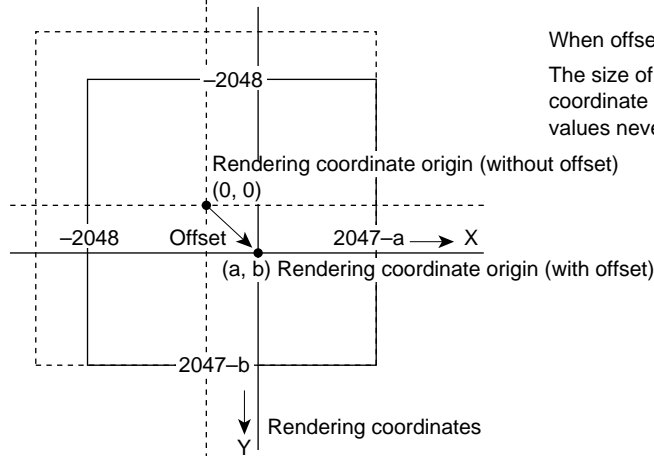 When offse
The size of
coordinate
values neve
–2048
Rendering coordinate origin (without offset)
(0, 0)
–2048 Offset 2047–a X
(a, b) Rendering coordinate origin (with offset)
2047–b
Rendering coordinates
Y